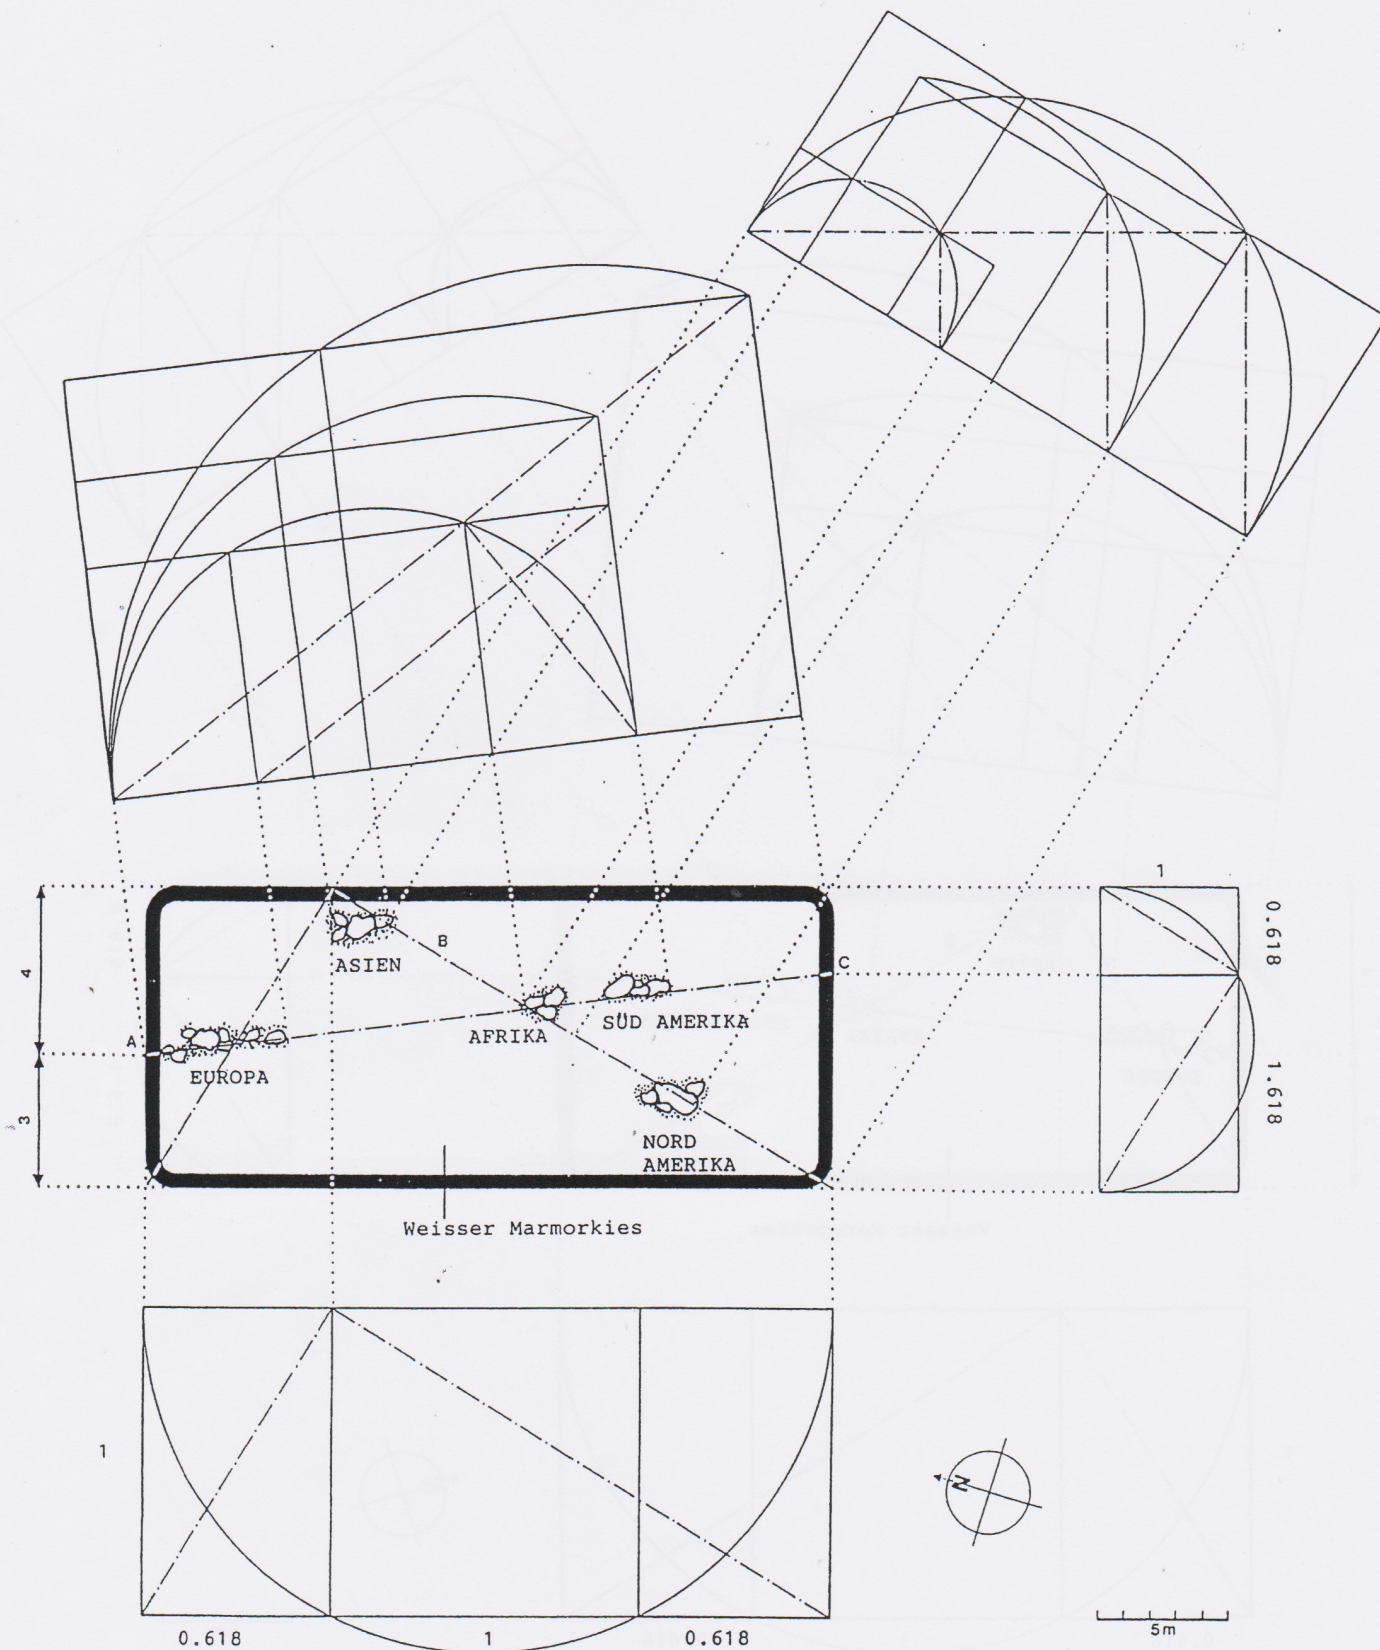 4
3
A
B
C
ASIEN
EUROPA
AFRIKA
SÜD AMERIKA
NORD
AMERIKA
Weisser Marmorkies
1
0.618
1.618
1
0.618
1
0.618
N
5m